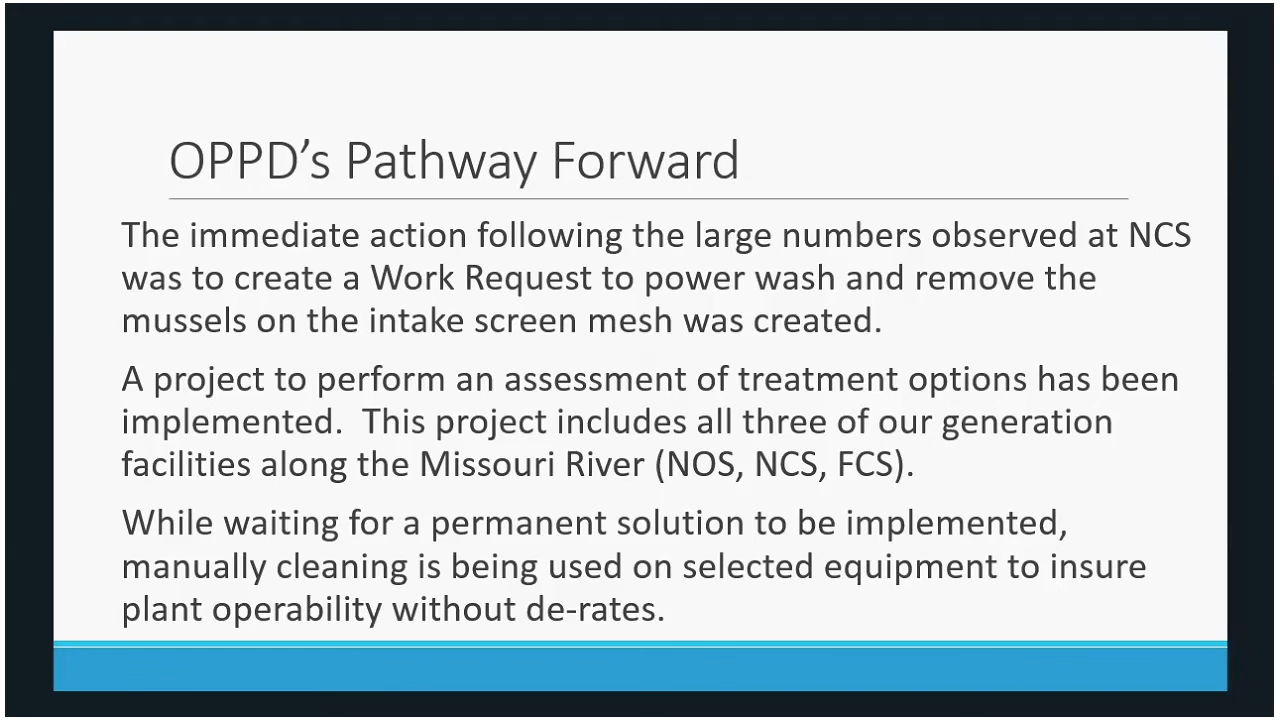 OPPD’s Pathway Forward
The immediate action following the large numbers observed at NCS
was to create a Work Request to power wash and remove the
mussels on the intake screen mesh was created.
A project to perform an assessment of treatment options has been
implemented.  This project includes all three of our generation
facilities along the Missouri River (NOS, NCS, FCS).
While waiting for a permanent solution to be implemented,
manually cleaning is being used on selected equipment to insure
plant operability without de-rates.